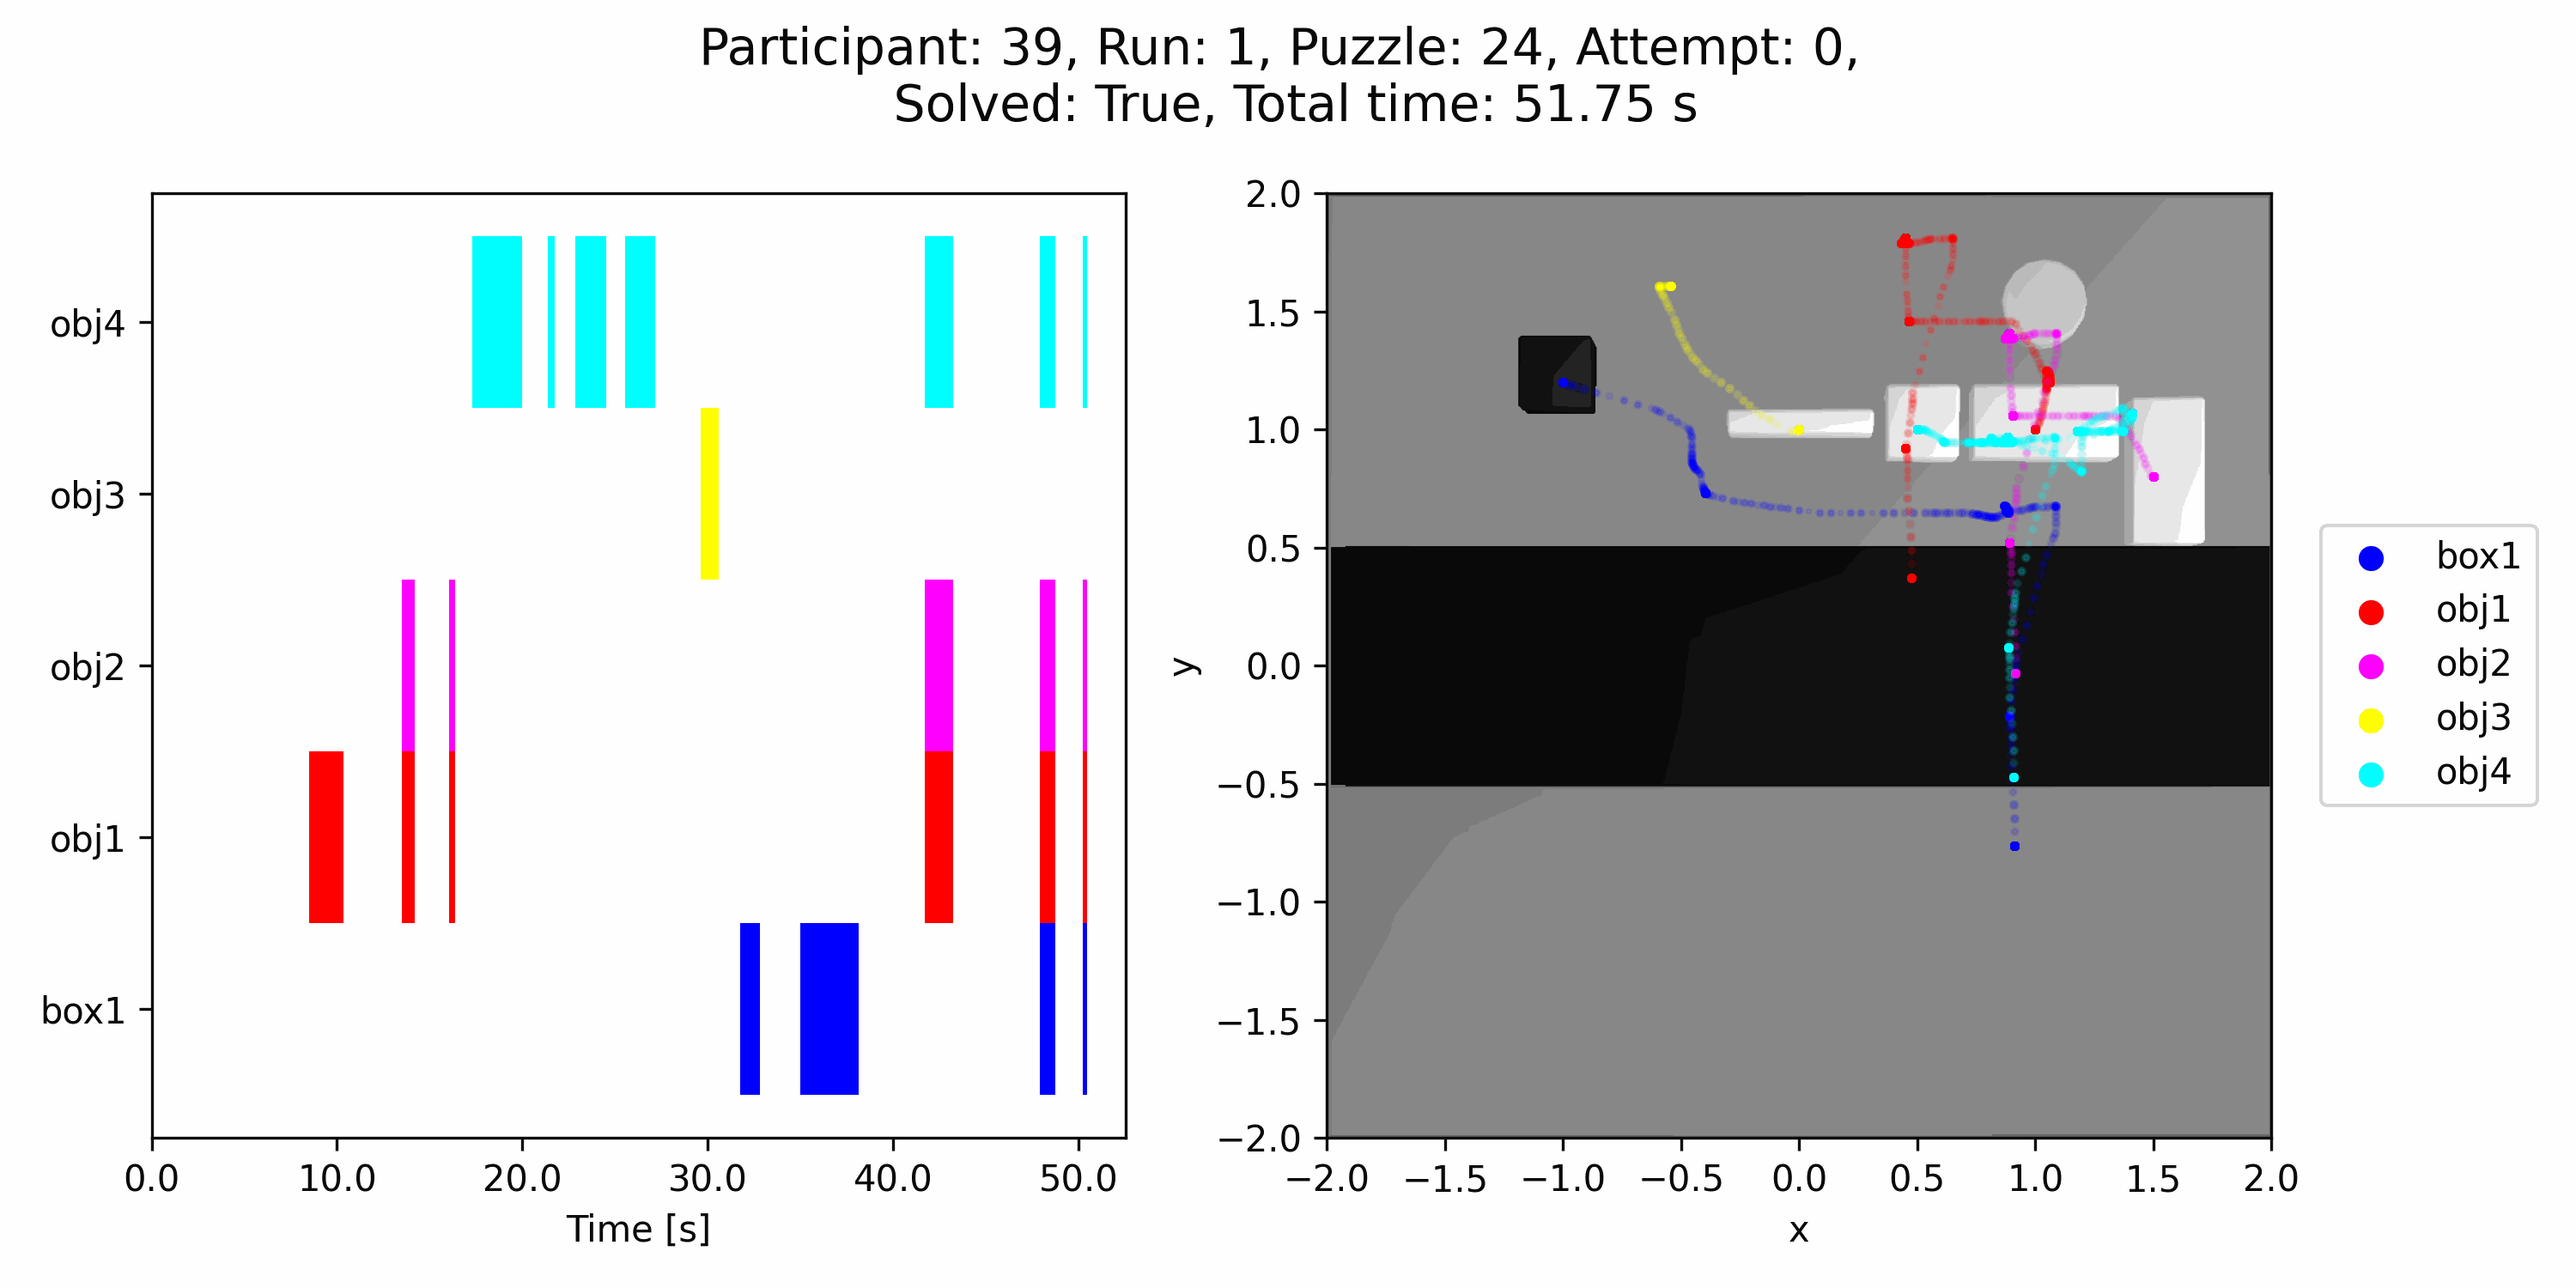 Participant: 39, Run: 1, Puzzle: 24, Attempt: 0,
Solved: True, Total time: 51.75 s
obj4
obj3
obj2
obj1
box1
0.0 10.0 20.0 30.0 40.0 50.0
Time [s]
2.0
1.5
1.0
0.5
0.0
−0.5
−1.0
−1.5
−2.0
y
−2.0 −1.5 −1.0 −0.5 0.0 0.5 1.0 1.5 2.0
x
box1
obj1
obj2
obj3
obj4